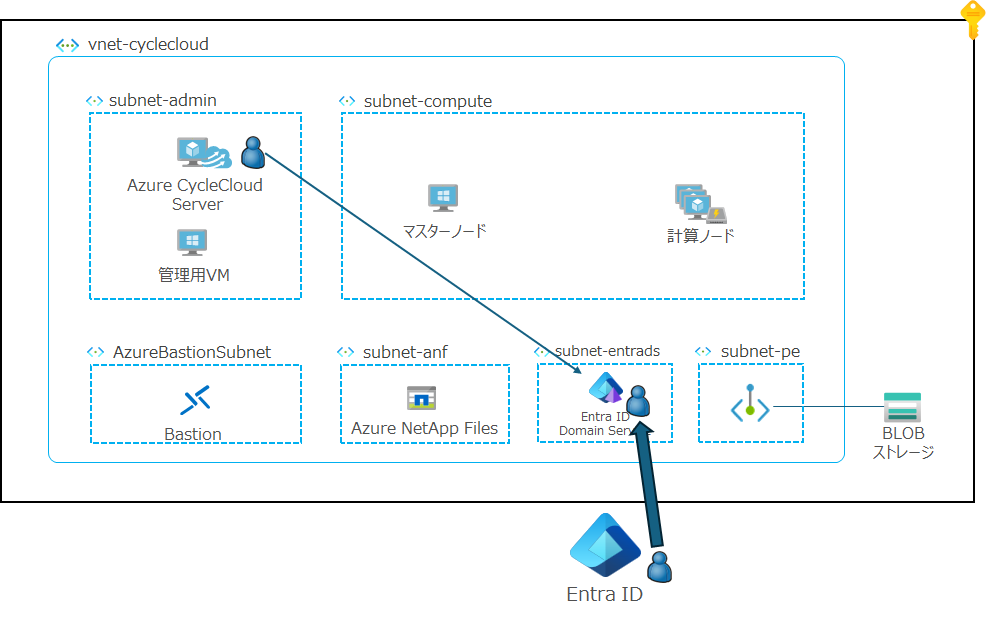 vnet-cyclecloud
subnet-admin
subnet-compute
Azure CycleCloud
Server
管理用VM
マスターノード
計算ノード
AzureBastionSubnet
subnet-anf
subnet-entrads
subnet-pe
Bastion
Azure NetApp Files
Entra ID
Domain Serv
BLOB
ストレージ
Entra ID